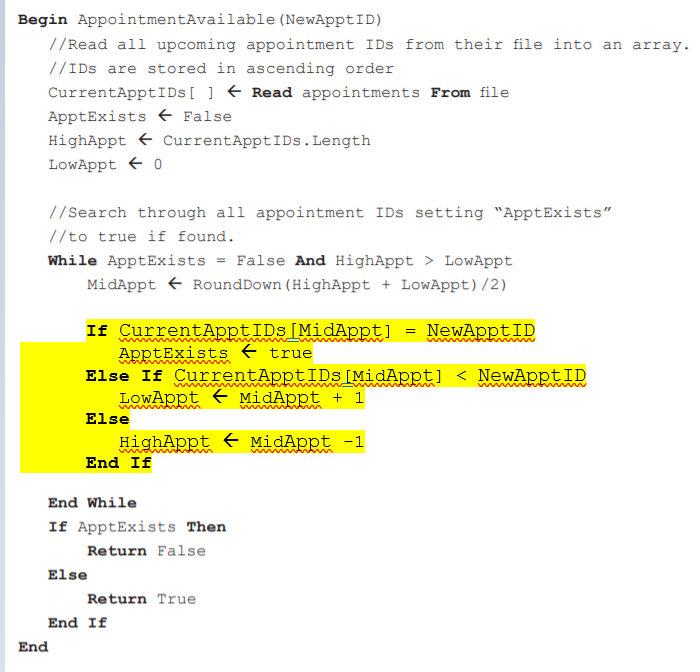 Begin AppointmentAvailable(NewApptID)
//Read all upcoming appointment IDs from their file into an array.
//IDs are stored in ascending order
CurrentApptIDs[ ] ← Read appointments From file
ApptExists ← False
HighAppt ← CurrentApptIDs.Length
LowAppt ← 0
//Search through all appointment IDs setting “ApptExists”
//to true if found.
While ApptExists = False And HighAppt > LowAppt
MidAppt ← RoundDown(HighAppt + LowAppt)/2)
If CurrentApptIDs[MidAppt] = NewApptID
ApptExists ← true
Else If CurrentApptIDs[MidAppt] < NewApptID
LowAppt ← MidAppt + 1
Else
HighAppt ← MidAppt -1
End If
End While
If ApptExists Then
Return False
Else
Return True
End If
End